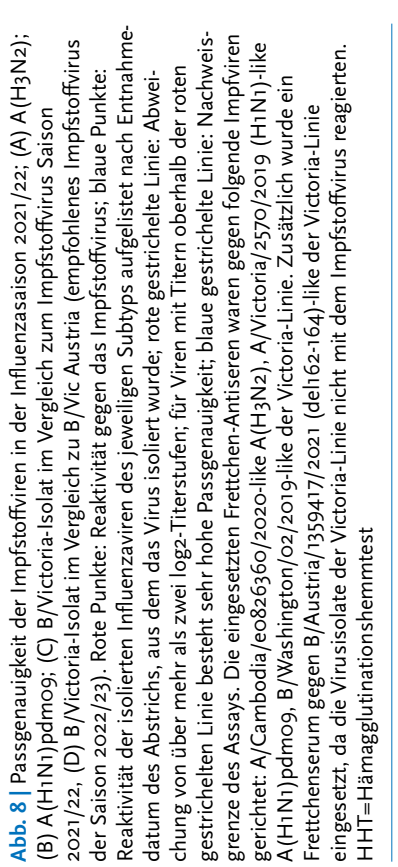 Abb. 8 | Passgenauigkeit der Impfstoffviren in der Influenzasaison 2021/22; (A) A(H3N2);
(B) A(H1N1)pdm09; (C) B/Victoria-Isolat im Vergleich zum Impfstoffvirus Saison
2021/22, (D) B/Victoria-Isolat im Vergleich zu B/Vic Austria (empfohlenes Impfstoffvirus
der Saison 2022/23). Rote Punkte: Reaktivität gegen das Impfstoffvirus; blaue Punkte:
Reaktivität der isolierten Influenzaviren des jeweiligen Subtyps aufgelistet nach Entnahme-
datum des Abstrichs, aus dem das Virus isoliert wurde; rote gestrichelte Linie: Abwei-
chung von über mehr als zwei log2-Titerstufen; für Viren mit Titern oberhalb der roten
gestrichelten Linie besteht sehr hohe Passgenauigkeit; blaue gestrichelte Linie: Nachweis-
grenze des Assays. Die eingesetzten Frettchen-Antiseren waren gegen folgende Impfviren
gerichtet: A/Cambodia/e0826360/2020-like A(H3N2), A/Victoria/2570/2019 (H1N1)-like
A(H1N1)pdm09, B/Washington/02/2019-like der Victoria-Linie. Zusätzlich wurde ein
Frettchenserum gegen B/Austria/1359417/2021 (del162-164)-like der Victoria-Linie
eingesetzt, da die Virusisolate der Victoria-Linie nicht mit dem Impfstoffvirus reagierten.
HHT=Hämagglutinationshemmtest